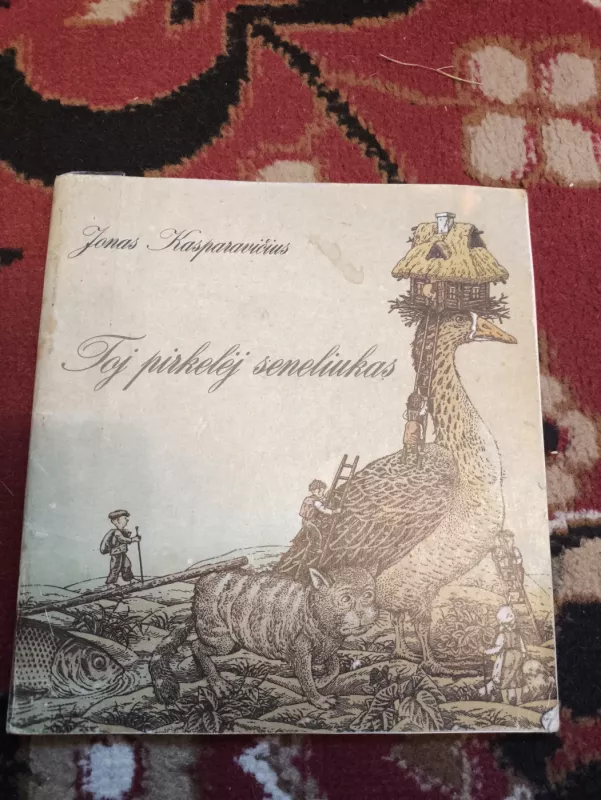 Jonas Kasparavičius
Toj pirkelėj seneliukas